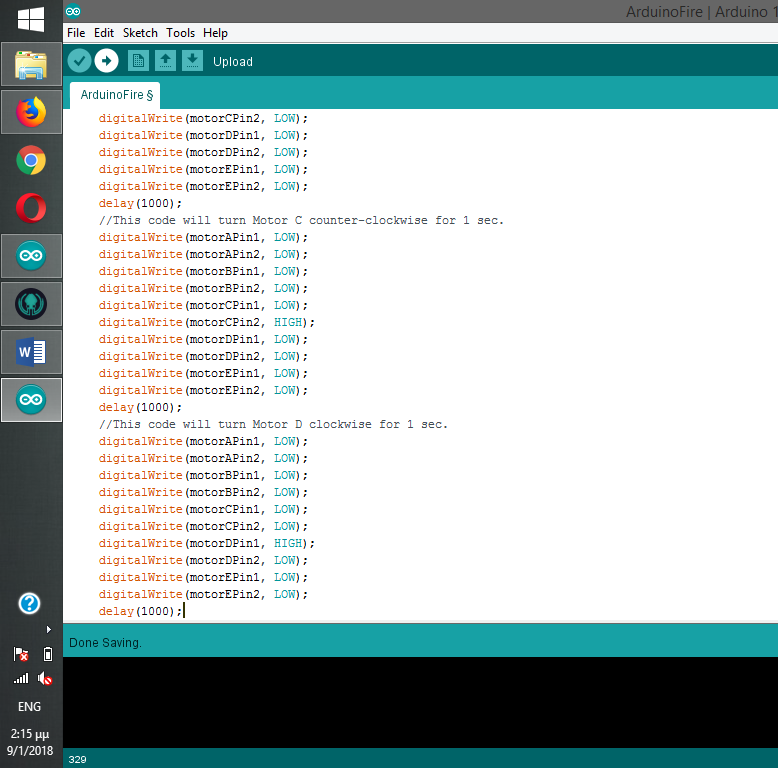 ArduinoFire | Arduino 1
File Edit Sketch Tools Help
Upload
ArduinoFire §
digitalWrite(motorCPin2, LOW);
digitalWrite(motorDPin1, LOW);
digitalWrite(motorDPin2, LOW);
digitalWrite(motorEPin1, LOW);
digitalWrite(motorEPin2, LOW);
delay(1000);
//This code will turn Motor C counter-clockwise for 1 sec.
digitalWrite(motorAPin1, LOW);
digitalWrite(motorAPin2, LOW);
digitalWrite(motorBPin1, LOW);
digitalWrite(motorBPin2, LOW);
digitalWrite(motorCPin1, LOW);
digitalWrite(motorCPin2, HIGH);
digitalWrite(motorDPin1, LOW);
digitalWrite(motorDPin2, LOW);
digitalWrite(motorEPin1, LOW);
digitalWrite(motorEPin2, LOW);
delay(1000);
//This code will turn Motor D clockwise for 1 sec.
digitalWrite(motorAPin1, LOW);
digitalWrite(motorAPin2, LOW);
digitalWrite(motorBPin1, LOW);
digitalWrite(motorBPin2, LOW);
digitalWrite(motorCPin1, LOW);
digitalWrite(motorCPin2, LOW);
digitalWrite(motorDPin1, HIGH);
digitalWrite(motorDPin2, LOW);
digitalWrite(motorEPin1, LOW);
digitalWrite(motorEPin2, LOW);
delay(1000);
Done Saving.
329
W
?
ENG
2:15 μμ
9/1/2018